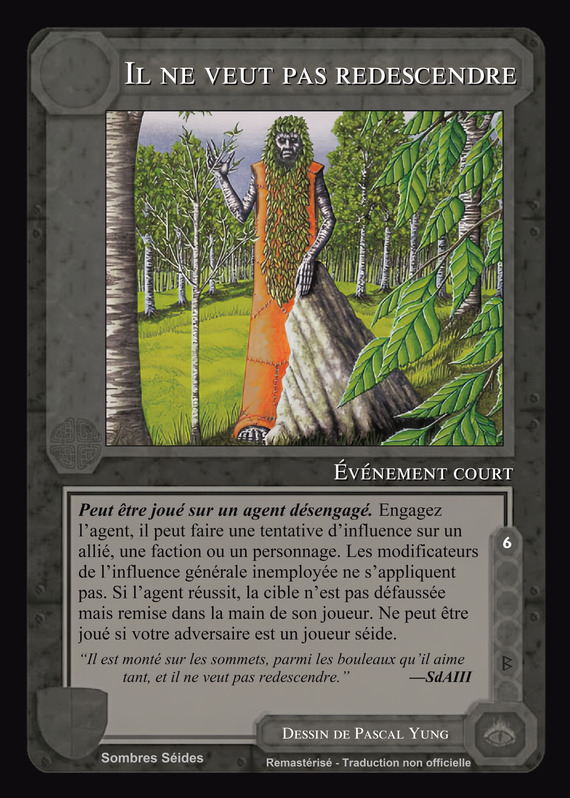 Il ne veut pas redescendre
Événement court
Peut être joué sur un agent désengagé. Engagez
l'agent, il peut faire une tentative d'influence sur un
allié, une faction ou un personnage. Les modificateurs
de l'influence générale inemployée ne s'appliquent
pas. Si l'agent réussit, la cible n'est pas défaussée
mais remise dans la main de son joueur. Ne peut être
joué si votre adversaire est un joueur séide.
6
“Il est monté sur les sommets, parmi les bouleaux qu'il aime
tant, et il ne veut pas redescendre.” —SdAIII
Dessin de Pascal Yung
Sombres Séides
Remastérisé - Traduction non officielle